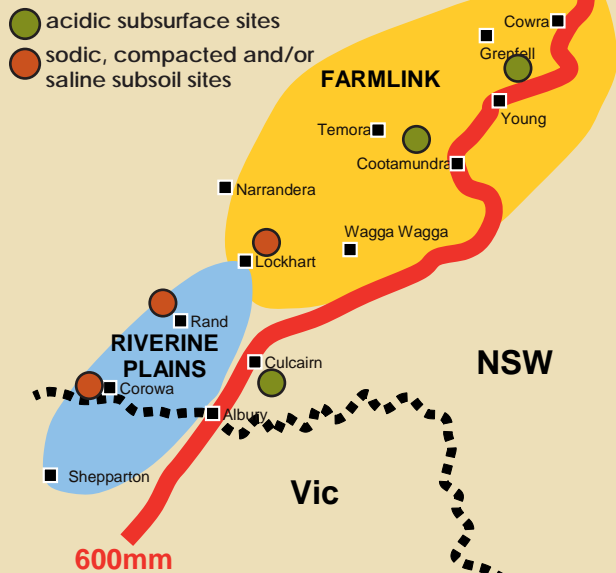 acidic subsurface sites
sodic, compacted and/or
saline subsoil sites
Cowra
Grenfell
FARMLINK
Young
Temora
Cootamundra
Narrandera
Wagga Wagga
Lockhart
Rand
RIVERINE
PLAINS
Culcairn
NSW
Corowa
Albury
Shepparton
Vic
600mm